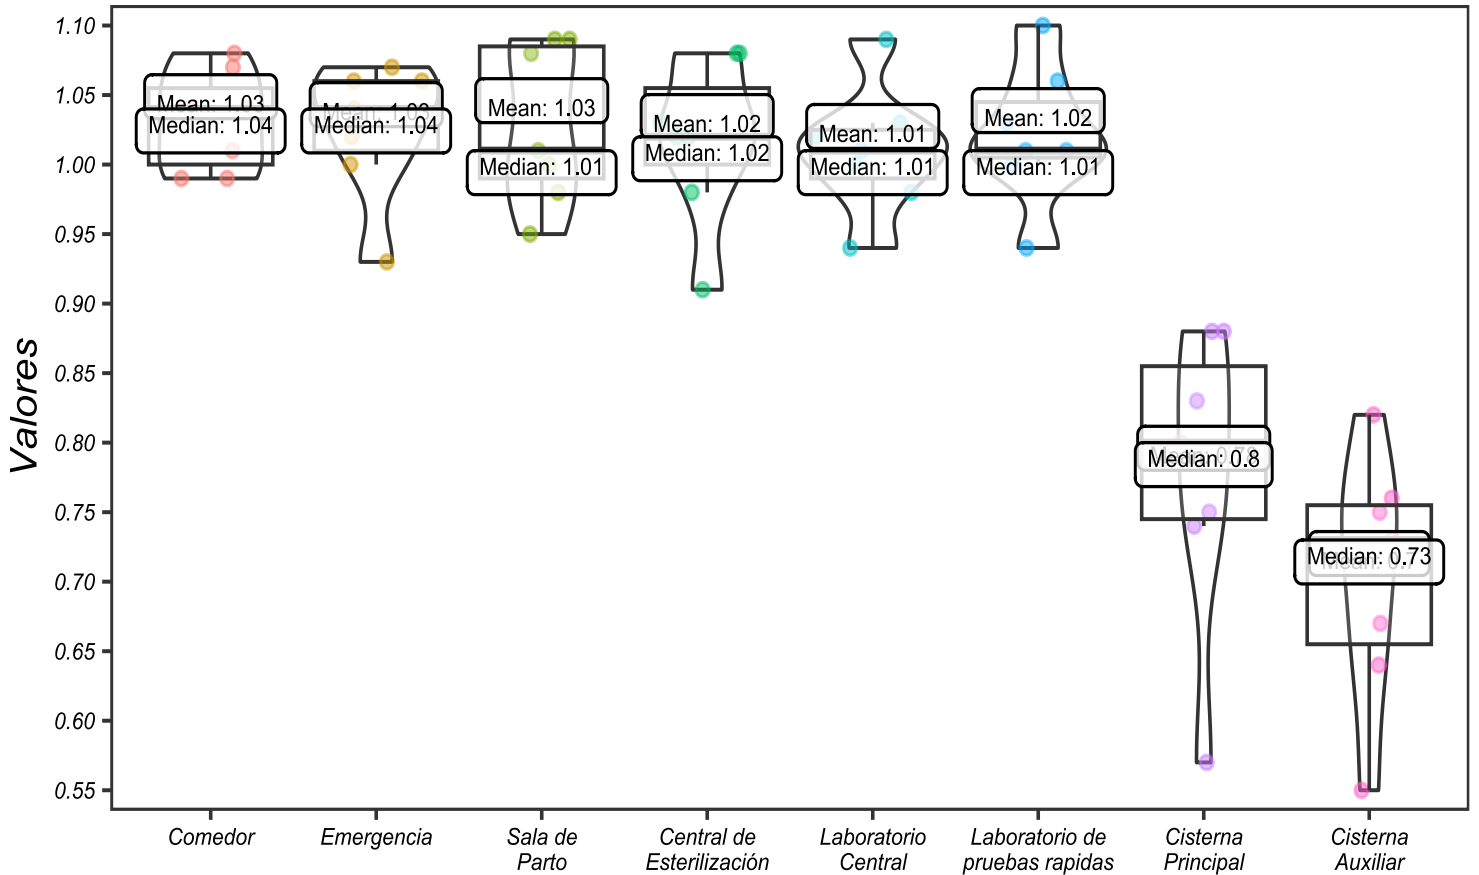 1.10
1.05
1.00
0.95
0.90
0.85
0.80
0.75
0.70
0.65
0.60
0.55
Valores
Mean: 1.03
Median: 1.04
Median: 1.04
Mean: 1.03
Median: 1.01
Mean: 1.02
Median: 1.02
Mean: 1.01
Median: 1.01
Mean: 1.02
Median: 1.01
Median: 0.8
Median: 0.73
Comedor
Emergencia
Sala de
Parto
Central de
Esterilización
Laboratorio
Central
Laboratorio de
pruebas rapidas
Cisterna
Principal
Cisterna
Auxiliar